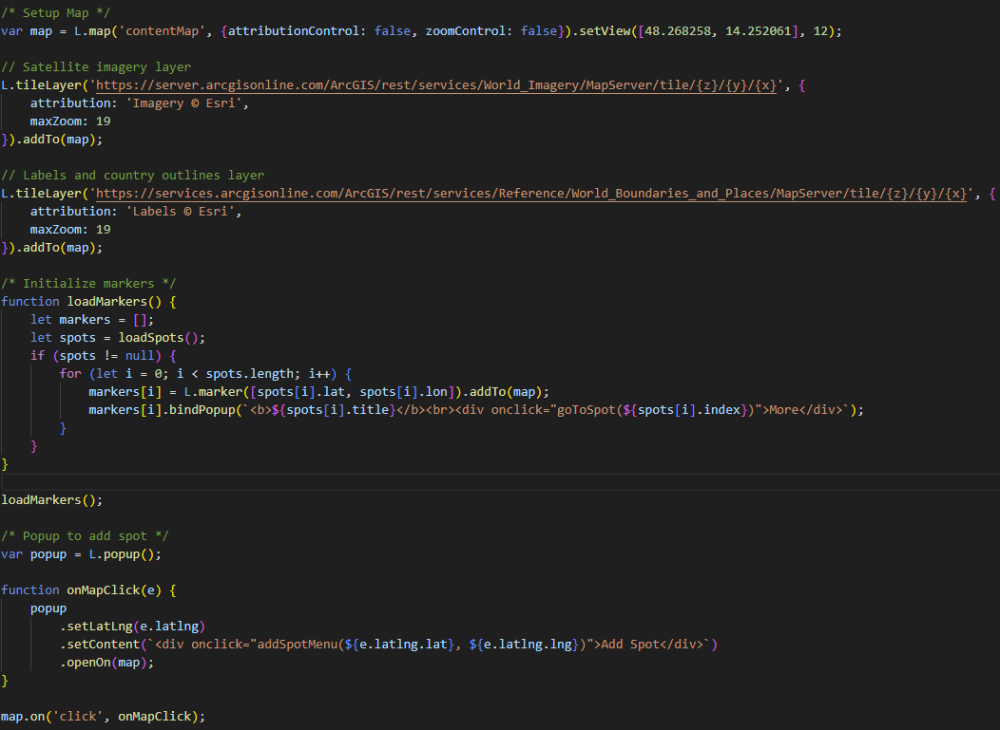 /* Setup Map */
var map = L.map('contentMap', {attributionControl: false, zoomControl: false}).setView([48.268258, 14.252061], 12);
// Satellite imagery layer
L.tileLayer('https://server.arcgisonline.com/ArcGIS/rest/services/World_Imagery/MapServer/tile/{z}/{y}/{x}', {
    attribution: 'Imagery © Esri',
    maxZoom: 19
}).addTo(map);
// Labels and country outlines layer
L.tileLayer('https://services.arcgisonline.com/ArcGIS/rest/services/Reference/World_Boundaries_and_Places/MapServer/tile/{z}/{y}/{x}', {
    attribution: 'Labels © Esri',
    maxZoom: 19
}).addTo(map);
/* Initialize markers */
function loadMarkers() {
    let markers = [];
    let spots = loadSpots();
    if (spots != null) {
        for (let i = 0; i < spots.length; i++) {
            markers[i] = L.marker([spots[i].lat, spots[i].lon]).addTo(map);
            markers[i].bindPopup(`<b>${spots[i].title}</b><br><div onclick="goToSpot(${spots[i].index})">More</div>`);
        }
    }
}
loadMarkers();
/* Popup to add spot */
var popup = L.popup();
function onMapClick(e) {
    popup
        .setLatLng(e.latlng)
        .setContent(`<div onclick="addSpotMenu(${e.latlng.lat}, ${e.latlng.lng})">Add Spot</div>`)
        .openOn(map);
}
map.on('click', onMapClick);